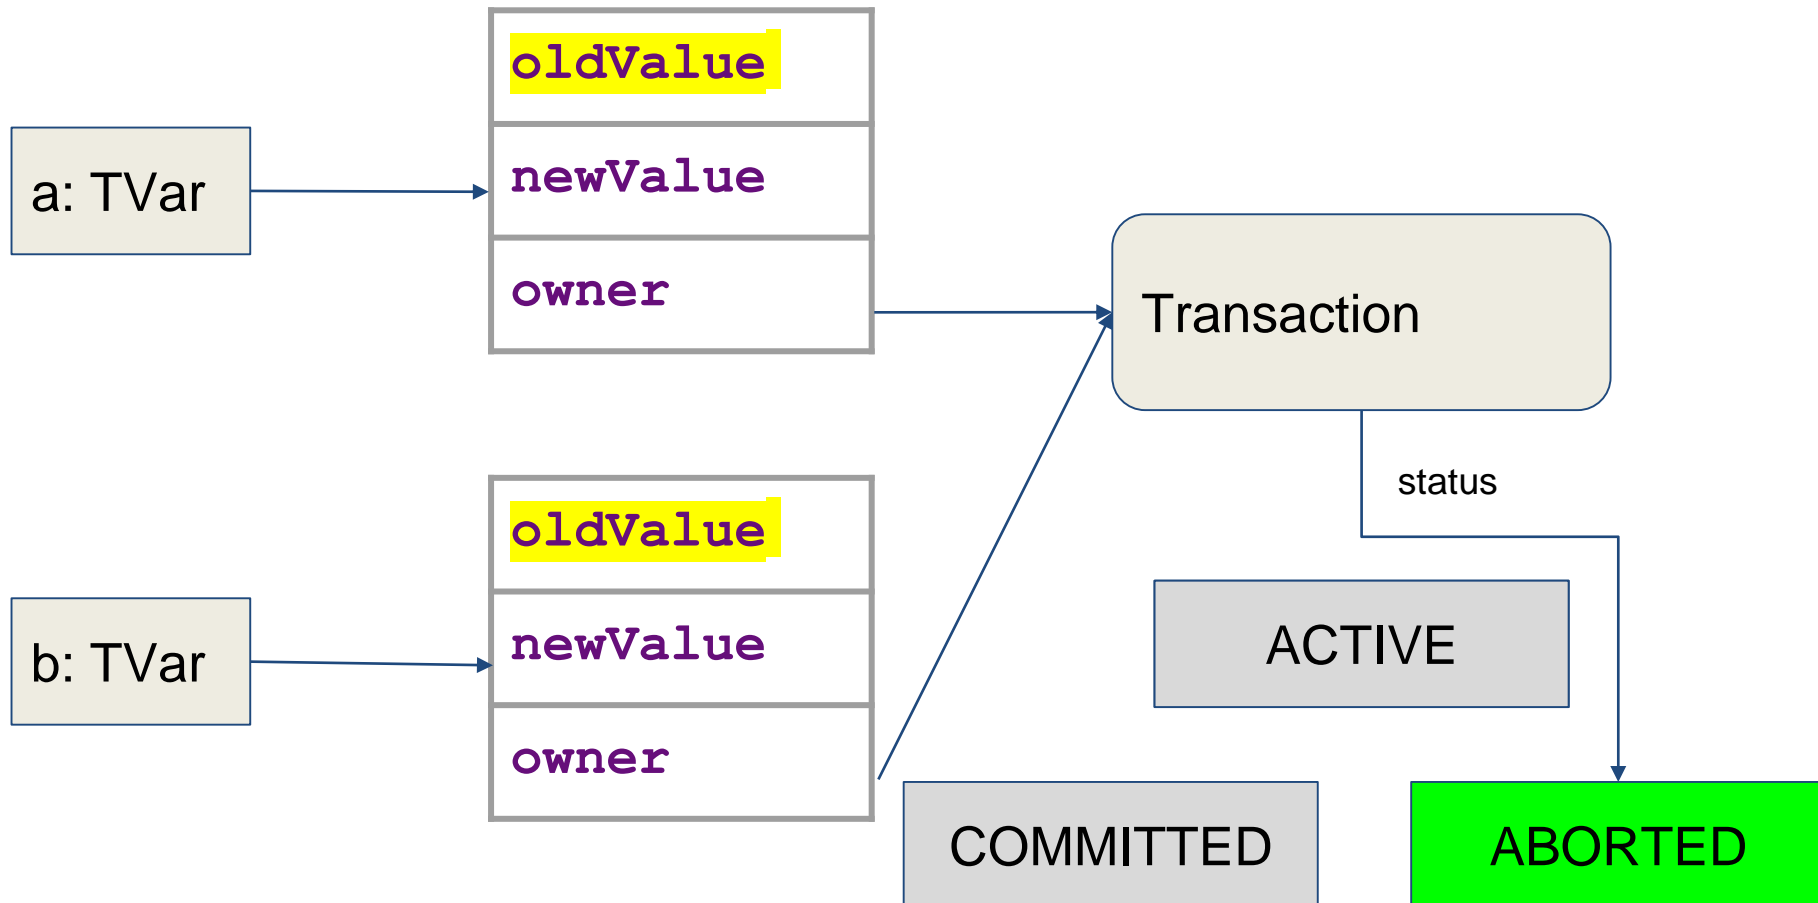 oldValue
a: TVar
newValue
owner
Transaction
status
oldValue
b: TVar
newValue
owner
ACTIVE
COMMITTED
ABORTED